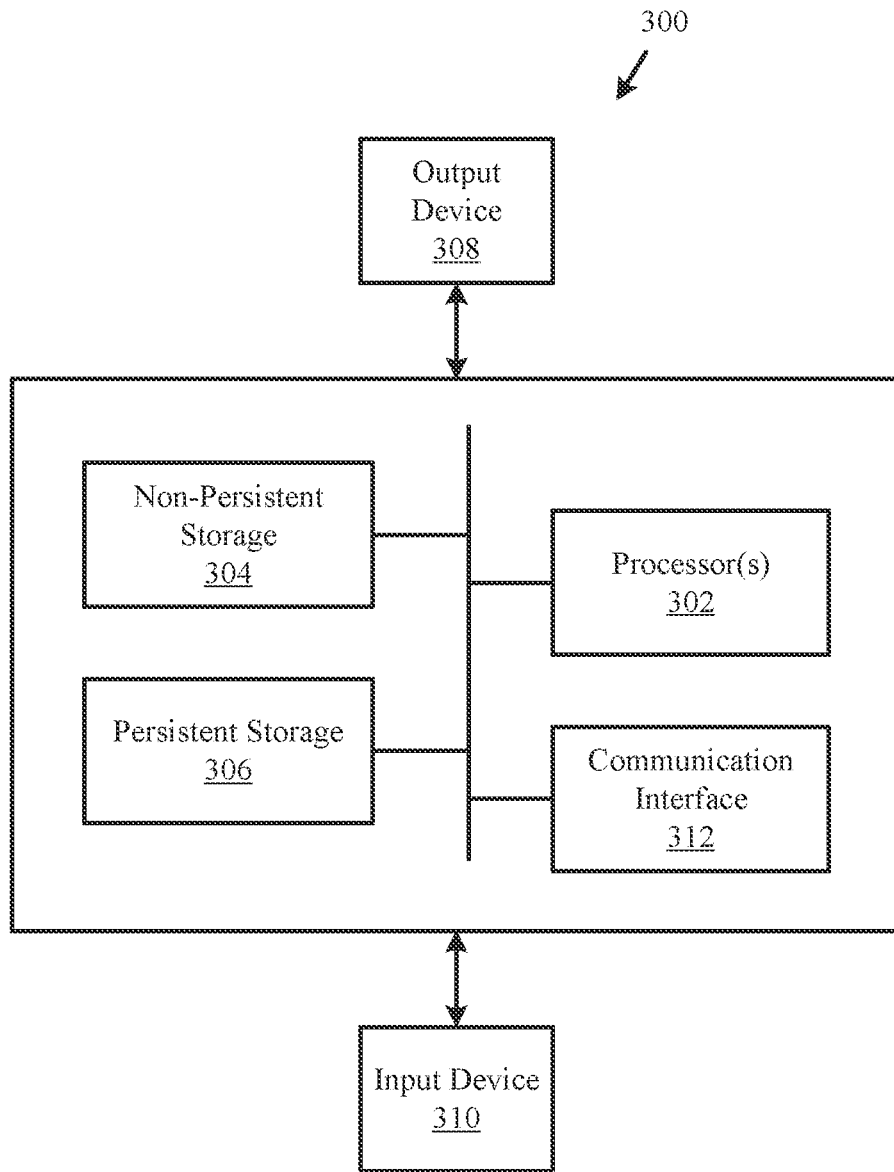 300
Output
Device
308
Non-Persistent
Storage
304
Processor(s)
302
Persistent Storage
306
Communication
Interface
312
Input Device
310